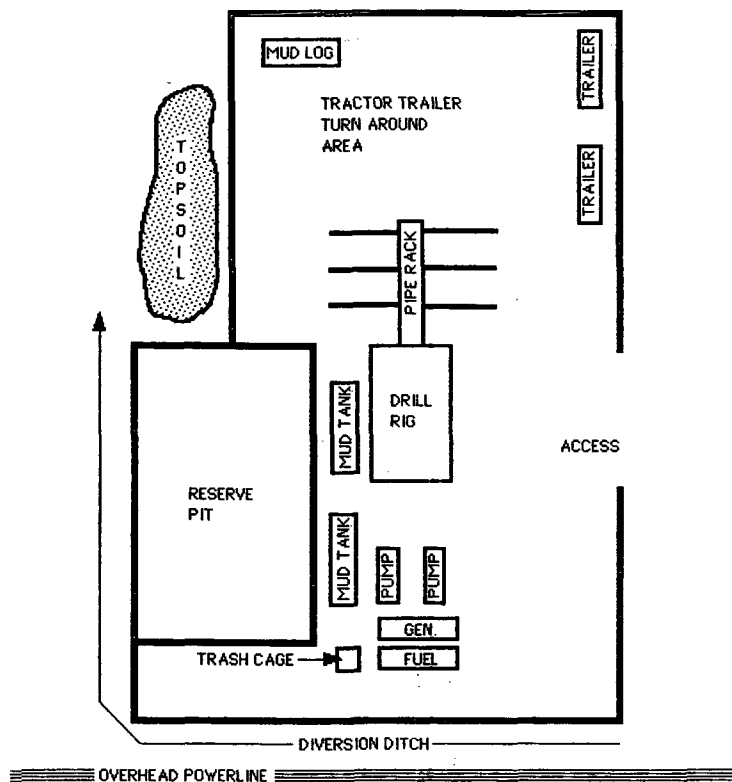 MUD LOG
TRAILER
TRACTOR TRAILER
TURN AROUND
AREA
TOPSOIL
TRAILER
PIPE RACK
MUD TANK
DRILL
RIG
ACCESS
RESERVE
PIT
MUD TANK
PUMP
PUMP
GEN.
TRASH CAGE
FUEL
DIVERSION DITCH
OVERHEAD POWERLINE